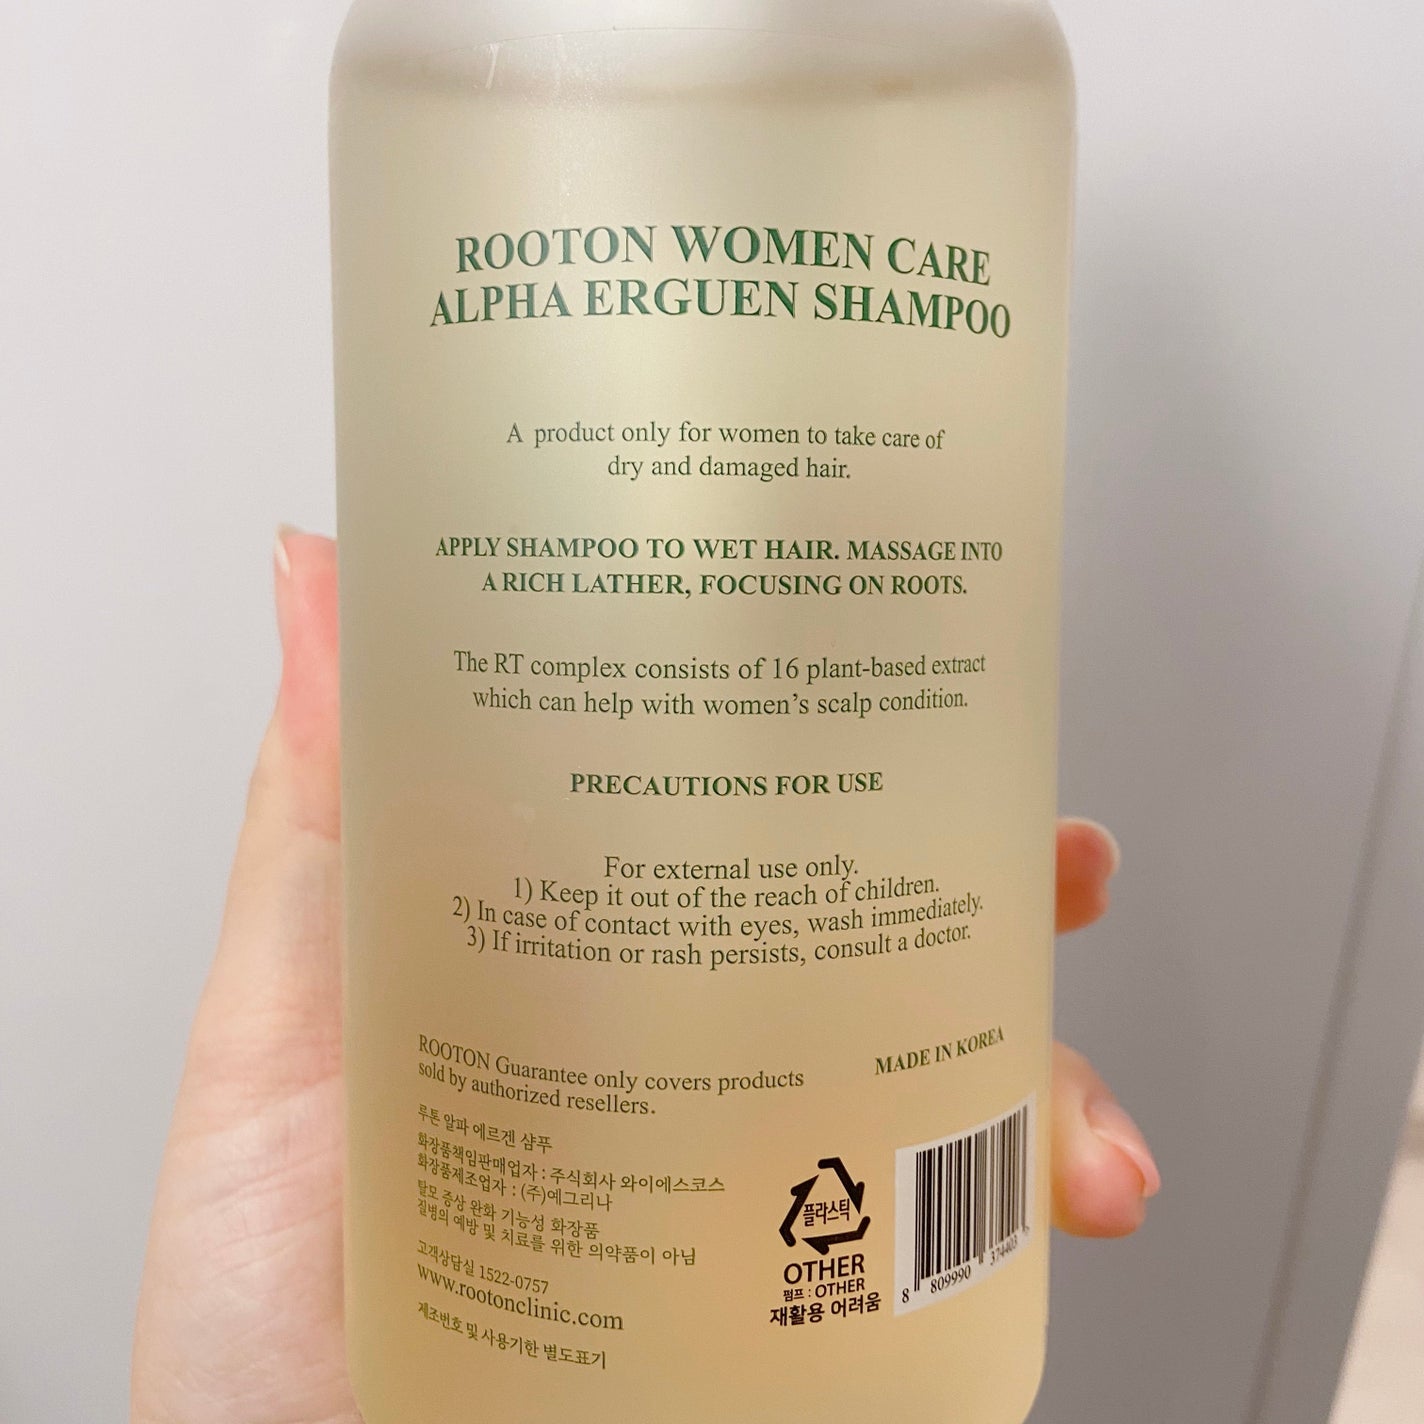 ROOTON WOMEN CARE
ALPHA ERGUEN SHAMPOO
A product only for women to take care of
dry and damaged hair.
APPLY SHAMPOO TO WET HAIR. MASSAGE INTO
A RICH LATHER, FOCUSING ON ROOTS.
The RT complex consists of 16 plant-based extract
which can help with women’s scalp condition.
PRECAUTIONS FOR USE
For external use only.
1) Keep it out of the reach of children.
2) In case of contact with eyes, wash immediately.
3) If irritation or rash persists, consult a doctor.
ROOTON Guarantee only covers products
sold by authorized resellers.
MADE IN KOREA
루톤 알파 에르겐 샴푸
화장품책임판매업자 : 주식회사 와이에스코스
화장품제조업자 : (주)예그리나
탈모 증상 완화 기능성 화장품
질병의 예방 및 치료를 위한 의약품이 아님
고객상담실 1522-0757
www.rootonclinic.com
제조번호 및 사용기한 별도표기
플라스틱
OTHER
펌프 : OTHER
재활용 어려움
8 809990 374403